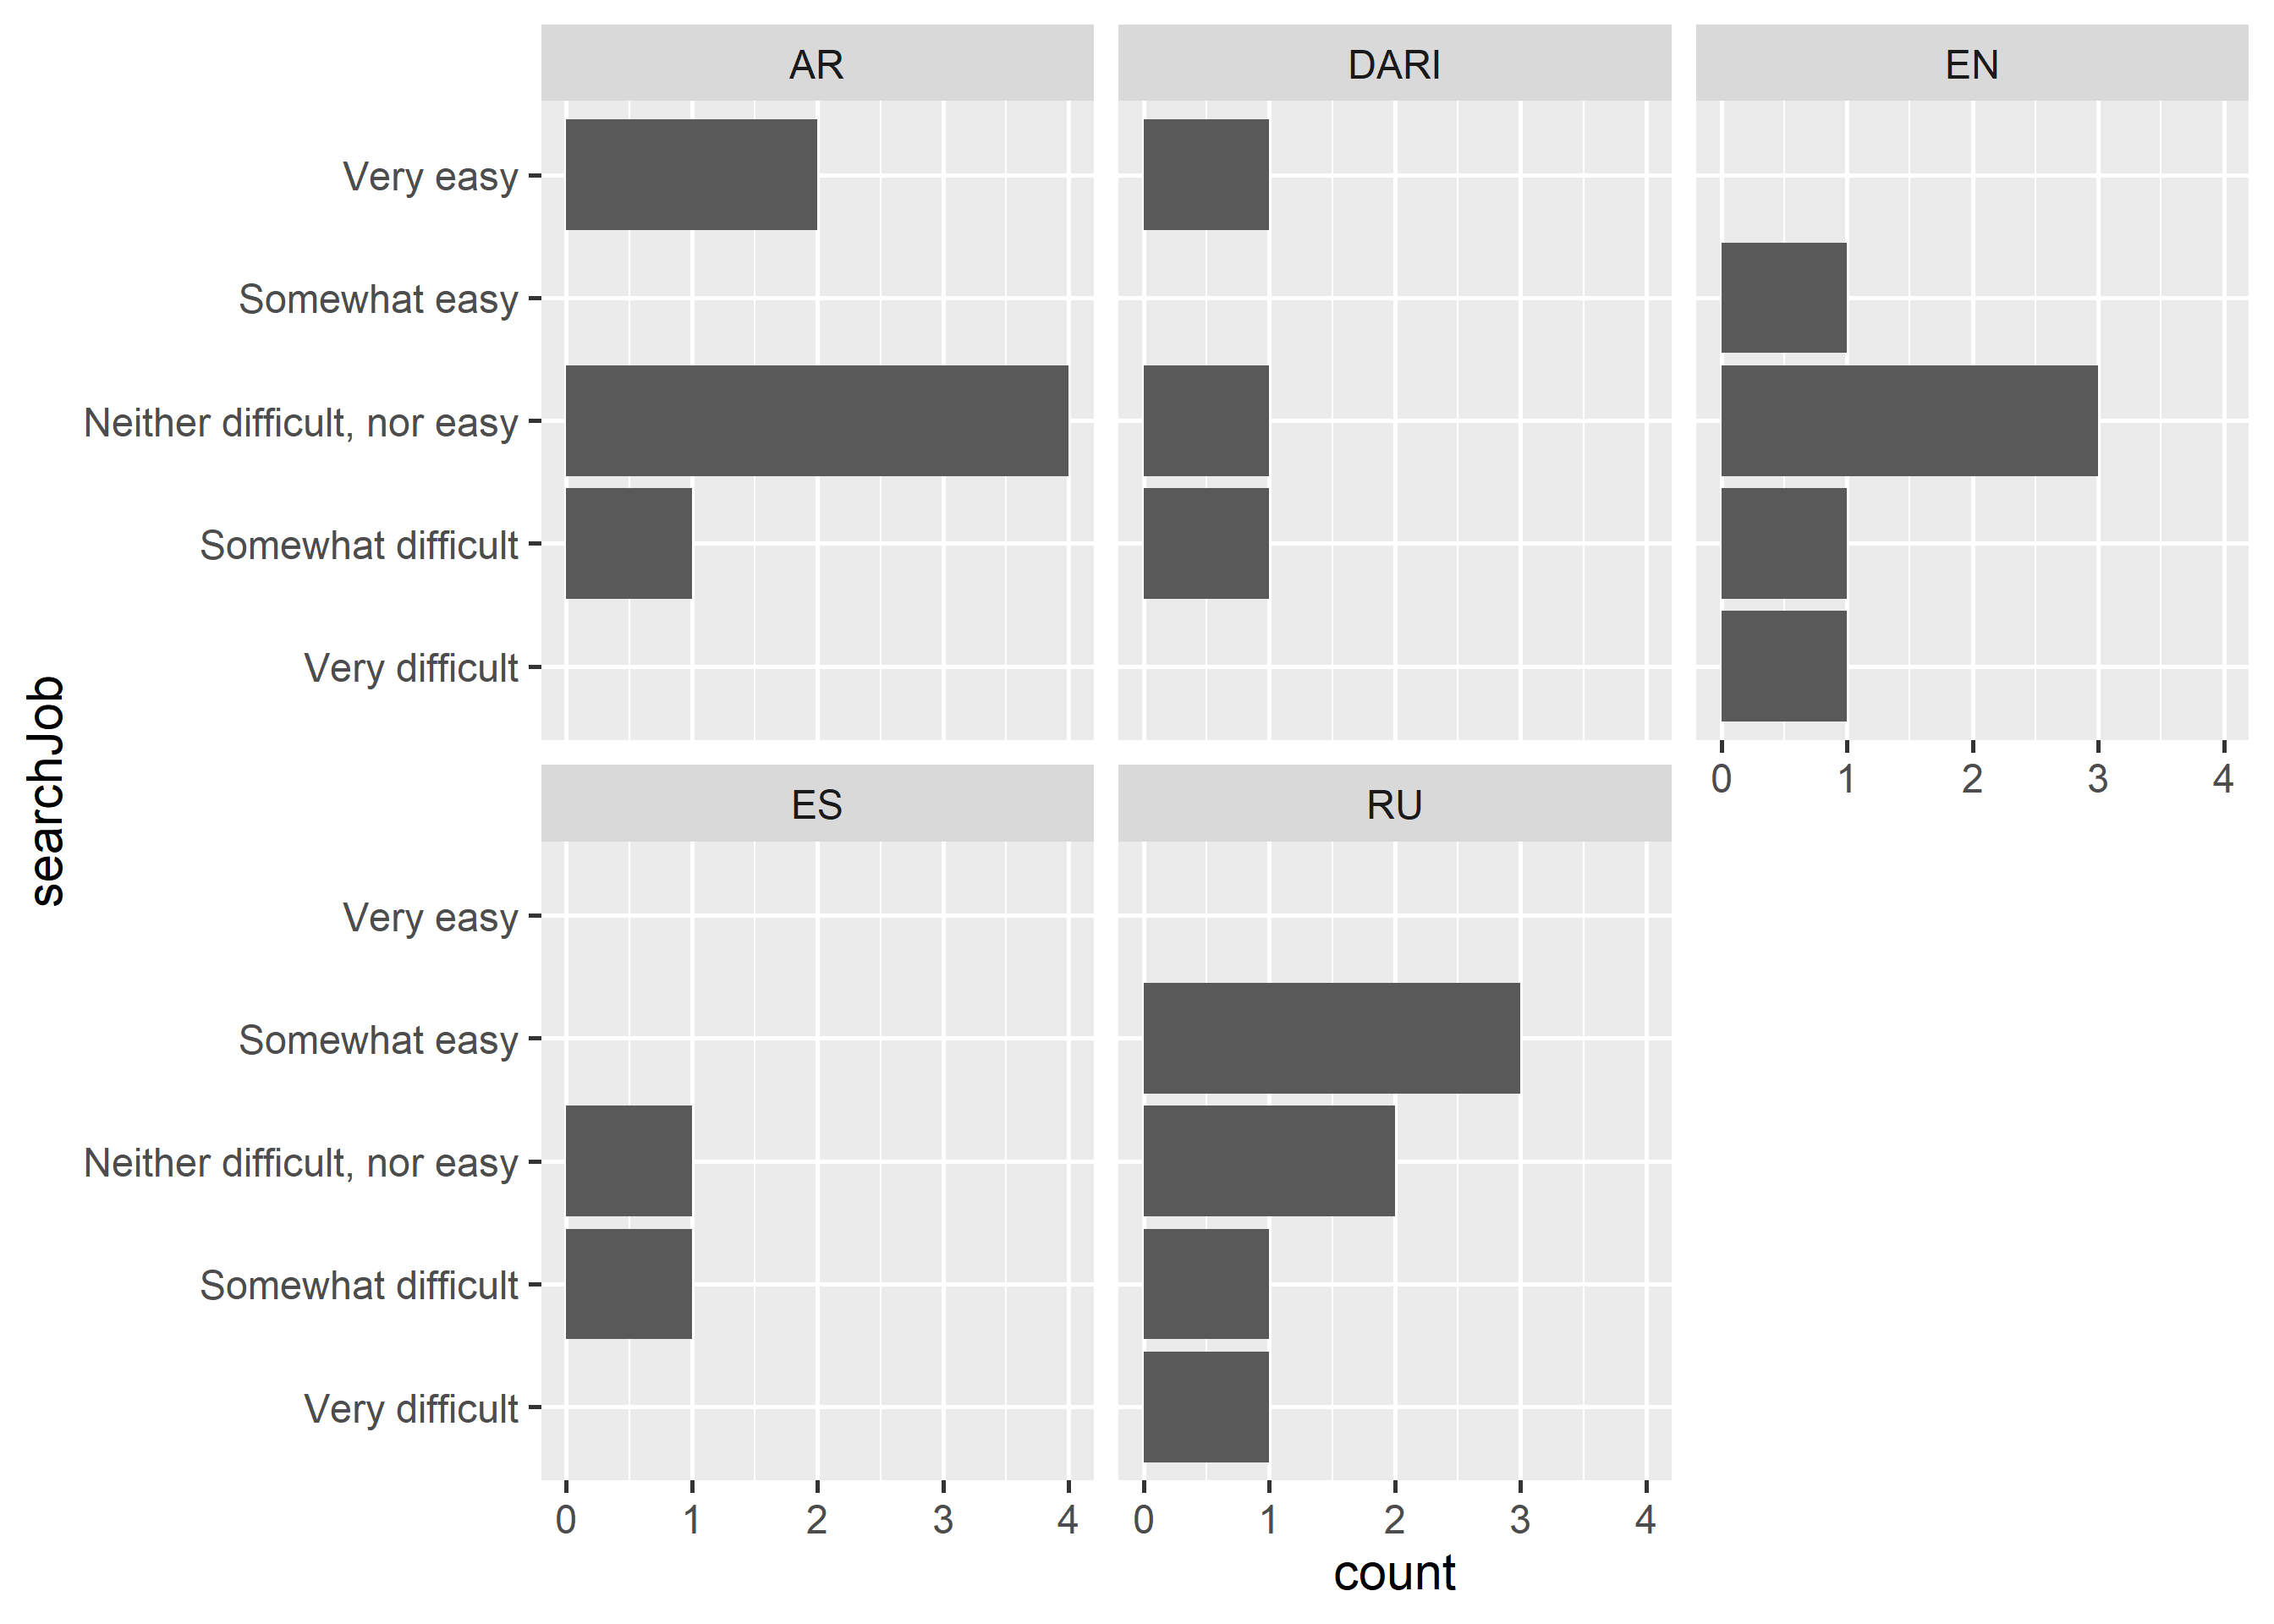 AR
DARI
EN
Very easy
Somewhat easy
Neither difficult, nor easy
Somewhat difficult
Very difficult
0 1 2 3 4
searchJob
ES
RU
Very easy
Somewhat easy
Neither difficult, nor easy
Somewhat difficult
Very difficult
0 1 2 3 4
0 1 2 3 4
count